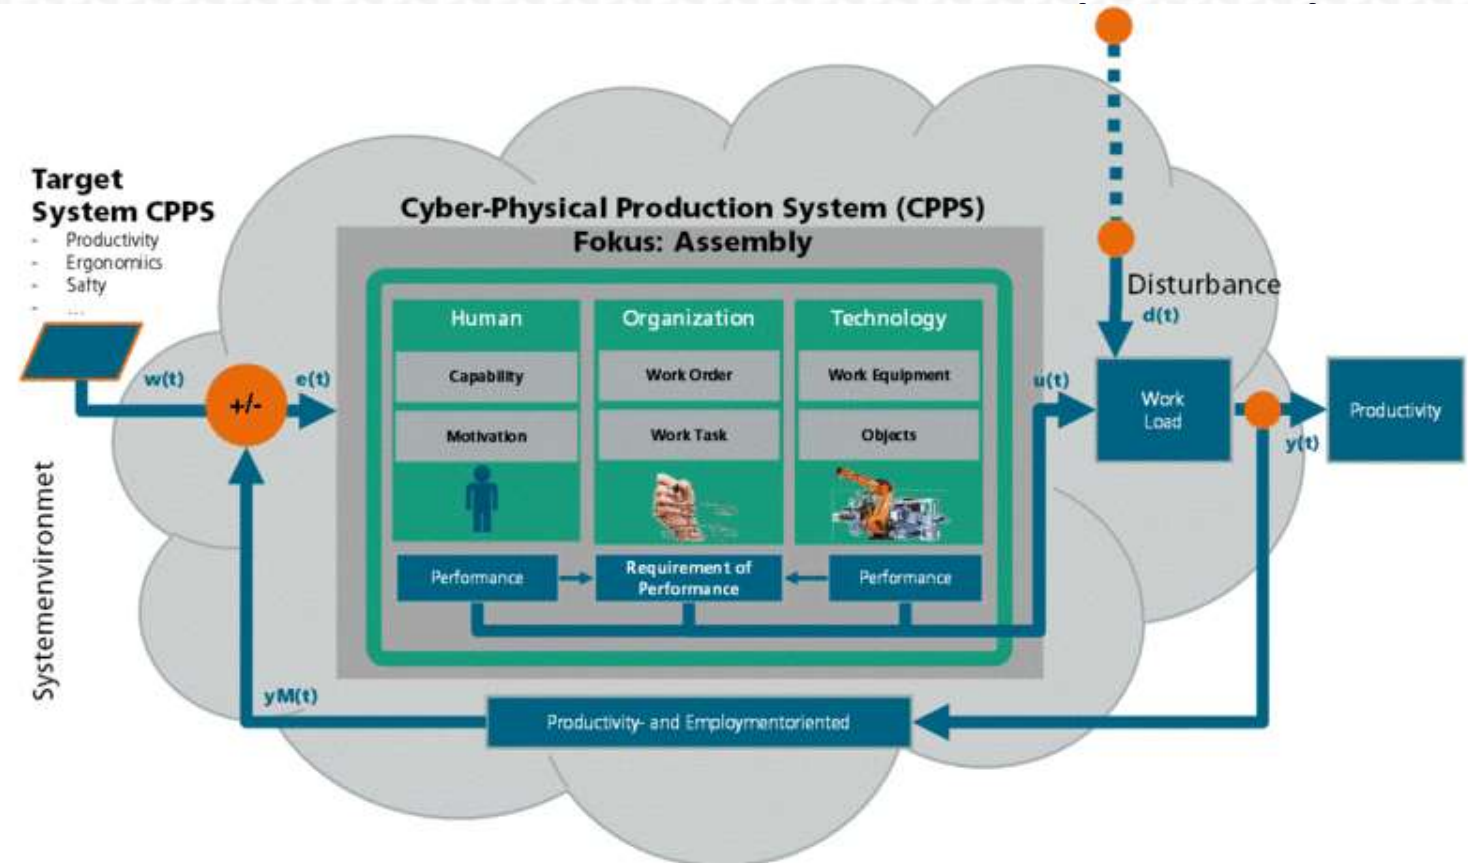 Target
System CPPS
- Productivity
- Ergonomiics
- Safty
- ...
Cyber-Physical Production System (CPPS)
Fokus: Assembly
Disturbance
d(t)
Human
Organization
Technology
Capability
Work Order
Work Equipment
Motivation
Work Task
Objects
Performance
Requirement of
Performance
Performance
w(t)
+/-
e(t)
u(t)
Work
Load
y(t)
Productivity
yM(t)
Productivity- and Employmentoriented
Systemenvironmet